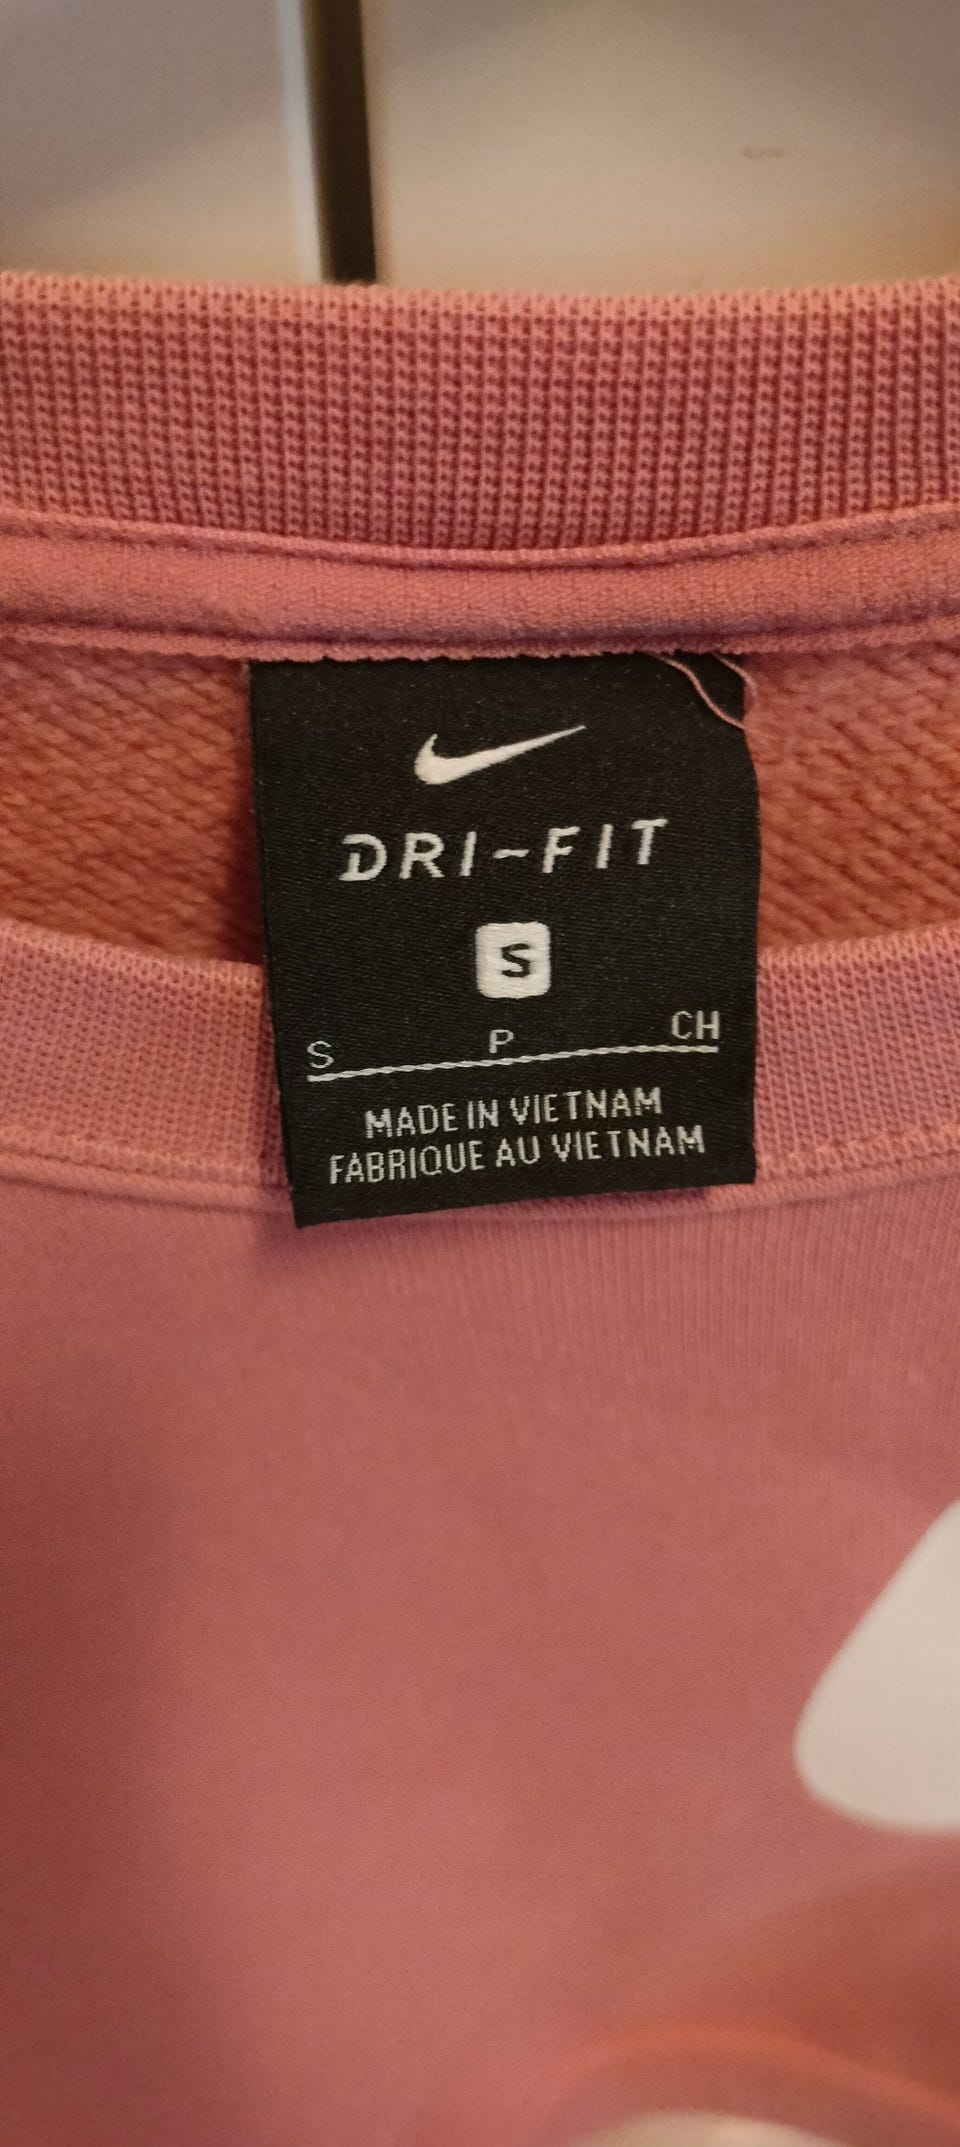 DRI-FIT
S
S P CH
MADE IN VIETNAM
FABRIQUE AU VIETNAM